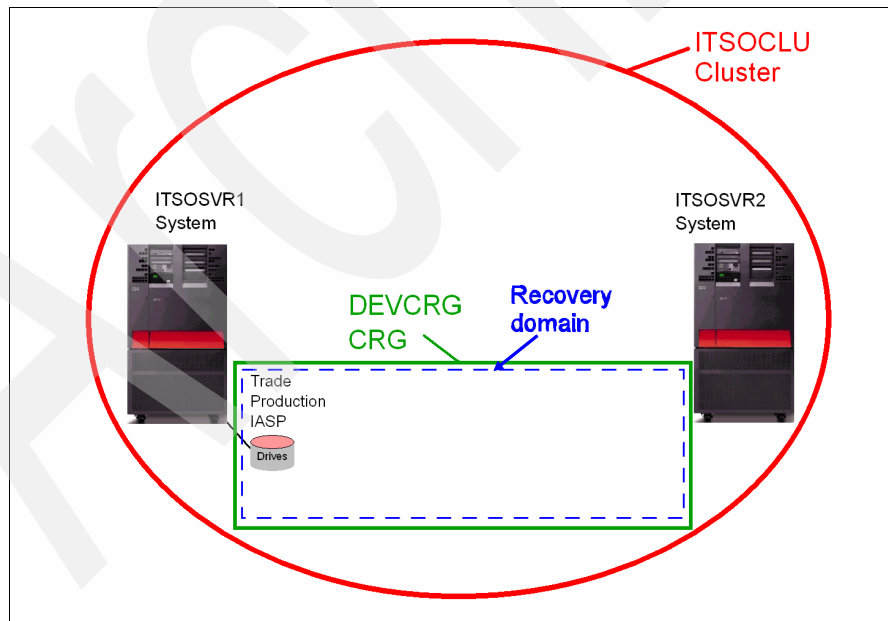 ITSOCLU
Cluster
ITSOSVR1
System
ITSOSVR2
System
DEVCRG
CRG
Recovery
domain
Trade
Production
IASP
Drives